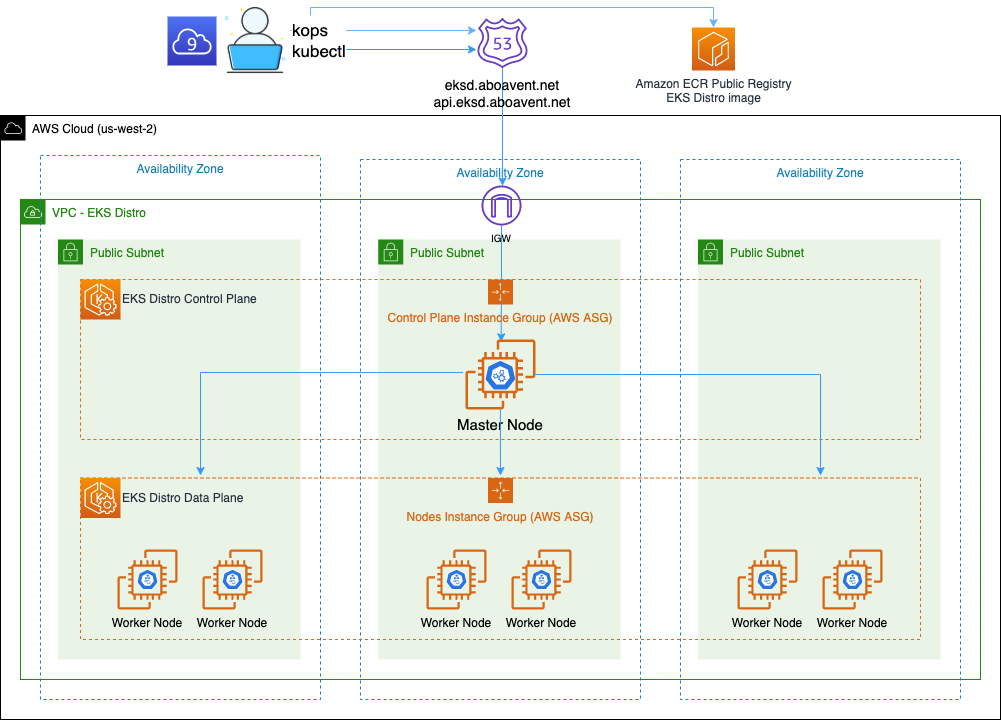 9
kops
kubectl
53
eksd.aboavent.net
api.eksd.aboavent.net
Amazon ECR Public Registry
EKS Distro image
AWS Cloud (us-west-2)
Availability Zone
Availability Zone
Availability Zone
VPC - EKS Distro
IGW
Public Subnet
Public Subnet
Public Subnet
EKS Distro Control Plane
Control Plane Instance Group (AWS ASG)
Master Node
EKS Distro Data Plane
Nodes Instance Group (AWS ASG)
Worker Node
Worker Node
Worker Node
Worker Node
Worker Node
Worker Node